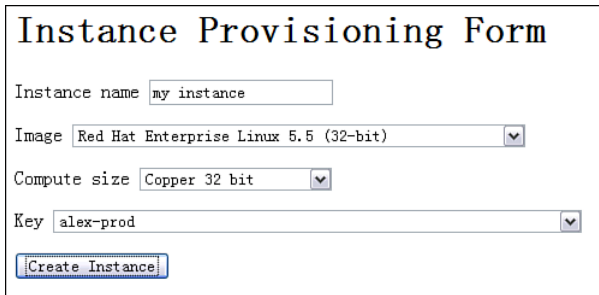 Instance Provisioning Form
Instance name my instance
Image Red Hat Enterprise Linux 5.5 (32-bit)
Compute size Copper 32 bit
Key alex-prod
Create Instance